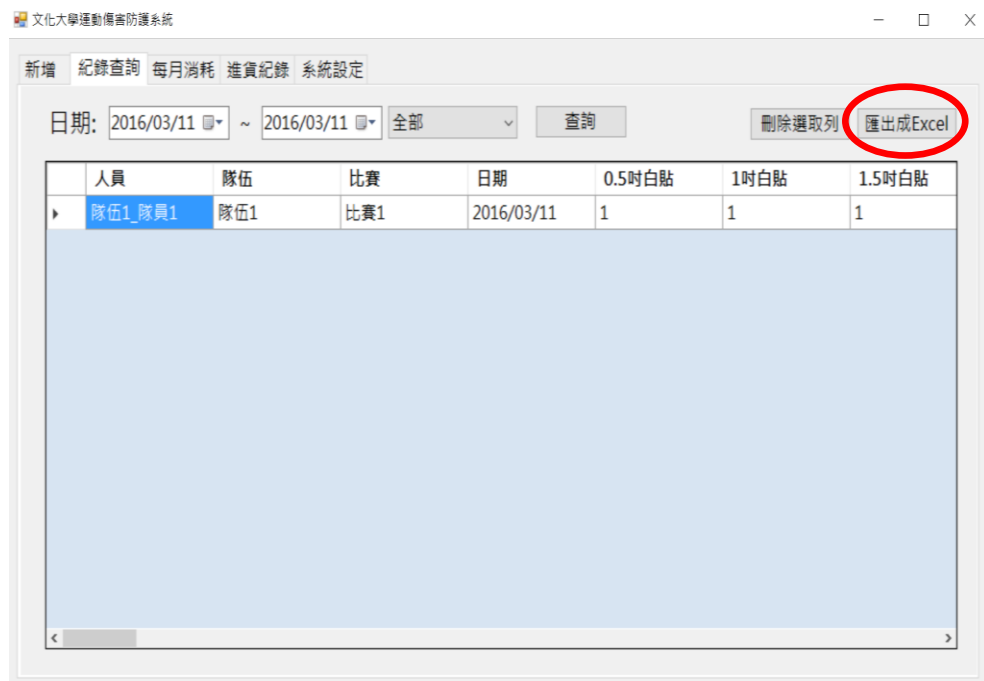 文化大學運動傷害防護系統
新增 紀錄查詢 每月消耗 進貨紀錄 系統設定
日期: 2016/03/11 ~ 2016/03/11 全部 查詢 刪除選取列 匯出成Excel
人員 隊伍 比賽 日期 0.5吋白貼 1吋白貼 1.5吋白貼
隊伍1_隊員1 隊伍1 比賽1 2016/03/11 1 1 1